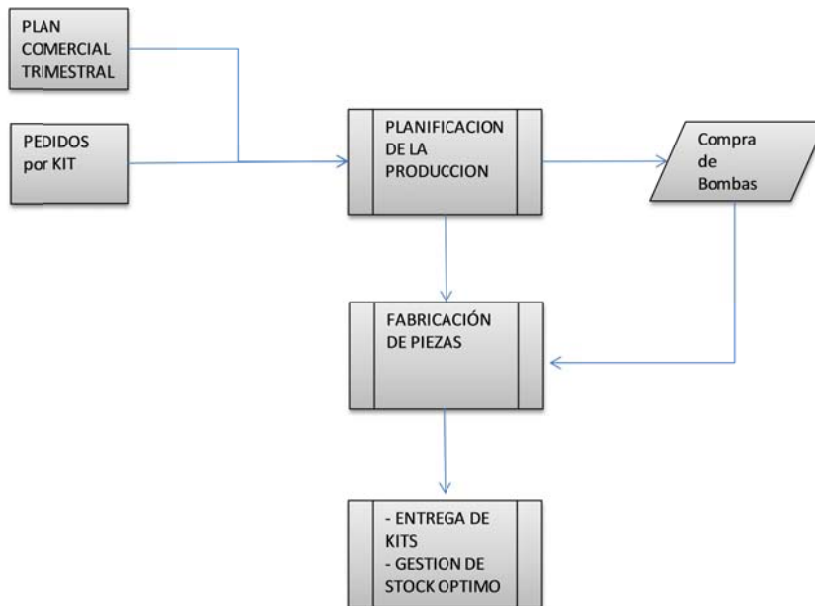 PLAN
COMERCIAL
TRIMESTRAL
PEDIDOS
por KIT
PLANIFICACION
DE LA
PRODUCCION
Compra
de
Bombas
FABRICACIÓN
DE PIEZAS
- ENTREGA DE
KITS
- GESTION DE
STOCK OPTIMO